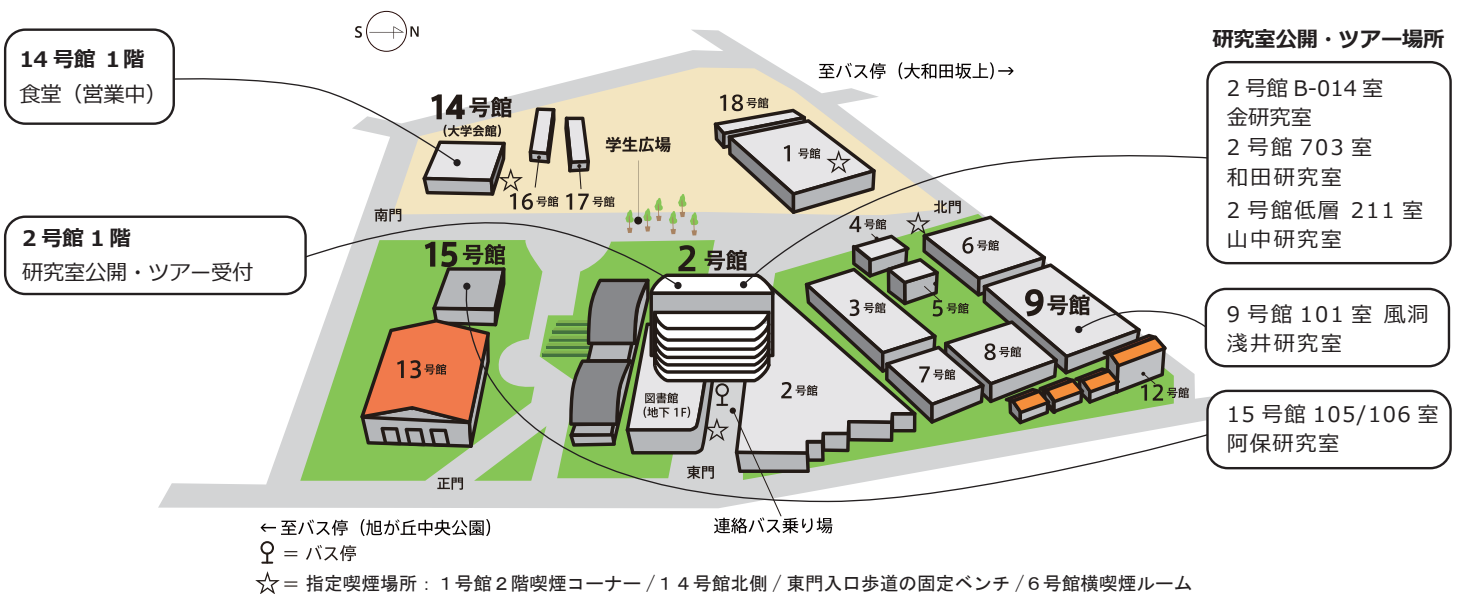 S N
14 号館 1階
食堂（営業中）
2 号館 1 階
研究室公開・ツアー受付
研究室公開・ツアー場所
2 号館 B-014 室
金研究室
2 号館 703 室
和田研究室
2 号館低層 211 室
山中研究室
9 号館 101 室 風洞
淺井研究室
15 号館 105/106 室
阿保研究室
至バス停（大和田坂上）→
14号館
(大学会館)
16号館
17号館
学生広場
18号館
1号館
南門
北門
15号館
2号館
4号館
6号館
5号館
3号館
9号館
8号館
7号館
12号館
13号館
図書館
(地下 1F)
2号館
東門
正門
連絡バス乗り場
←至バス停（旭が丘中央公園）
= バス停
☆= 指定喫煙場所 : 1号館2階喫煙コーナー / 14号館北側 / 東門入口歩道の固定ベンチ / 6号館横喫煙ルーム